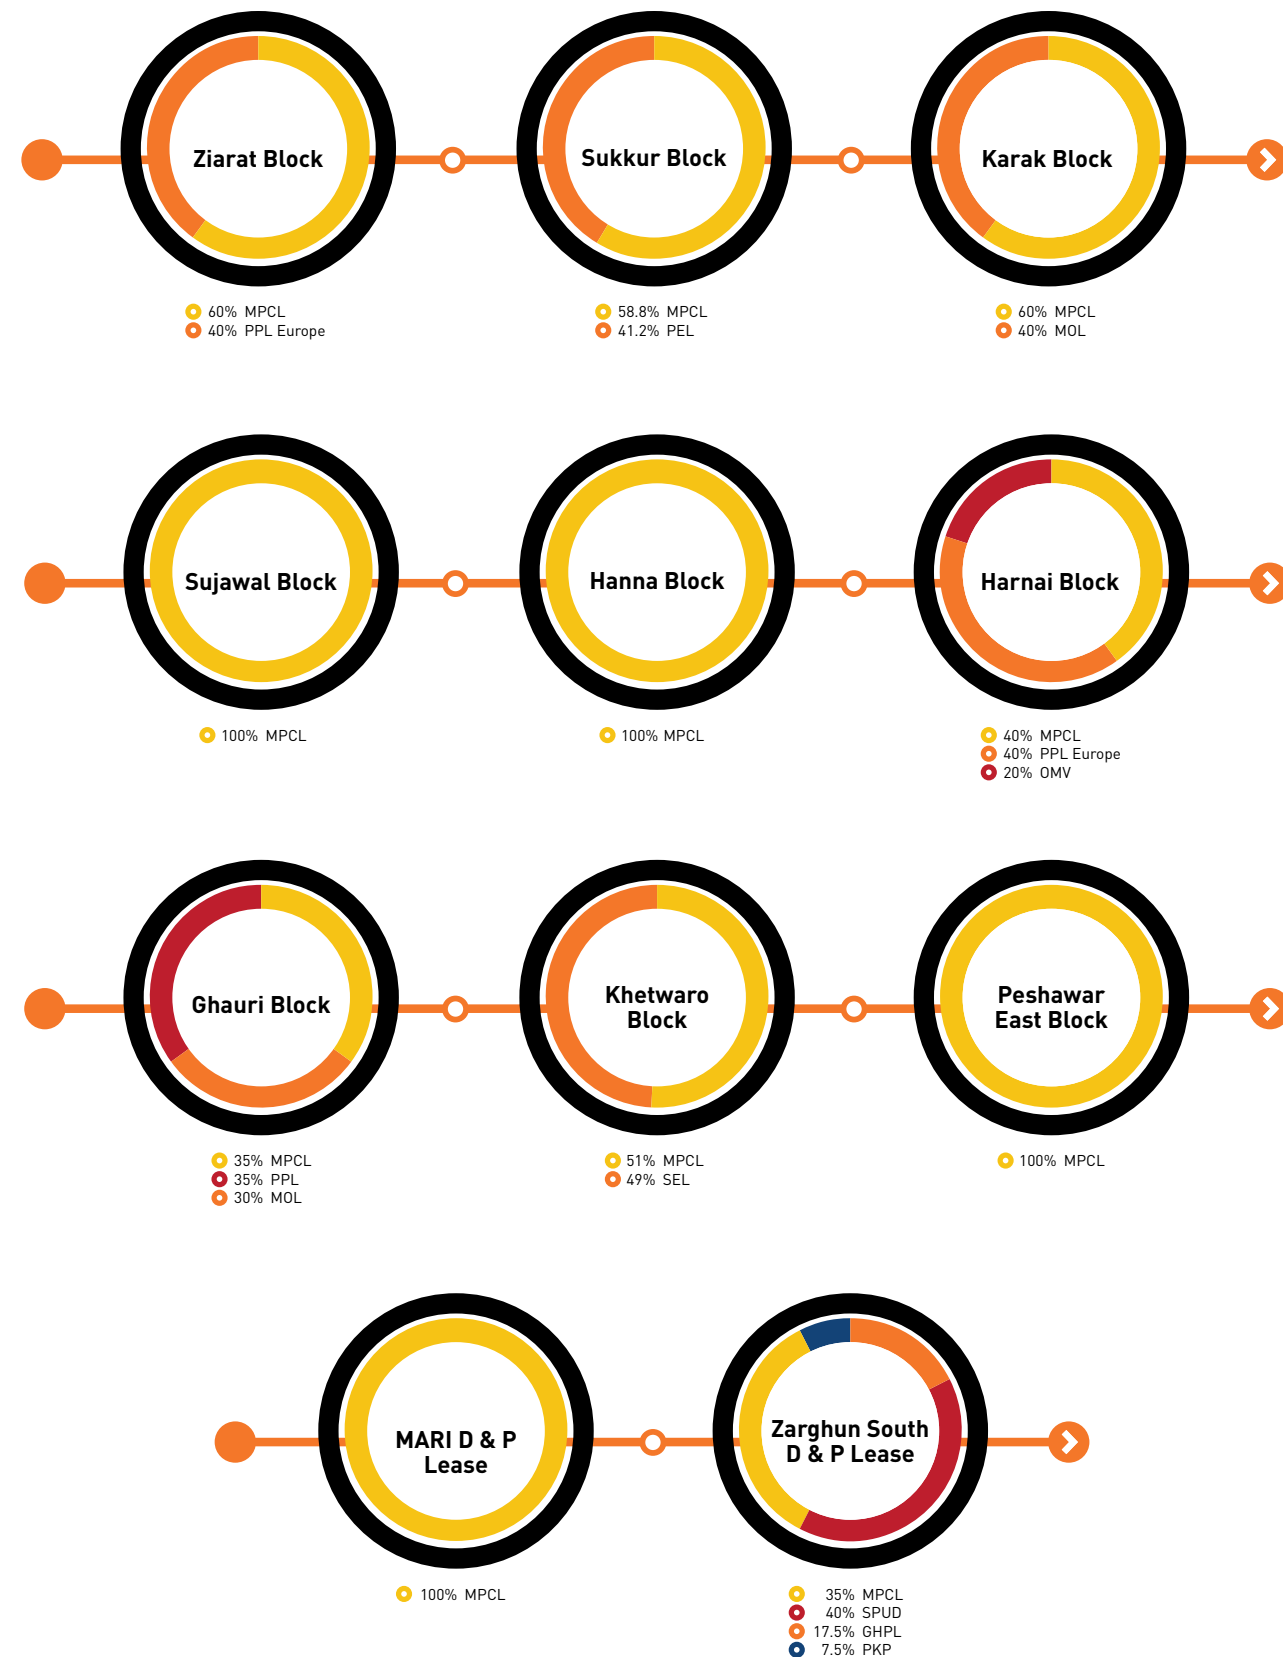 Ziarat Block
60% MPCL
40% PPL Europe
Sukkur Block
58.8% MPCL
41.2% PEL
Karak Block
60% MPCL
40% MOL
Sujawal Block
100% MPCL
Hanna Block
100% MPCL
Harnai Block
40% MPCL
40% PPL Europe
20% OMV
Ghauri Block
35% MPCL
35% PPL
30% MOL
Khetwaro
Block
51% MPCL
49% SEL
Peshawar
East Block
100% MPCL
MARI D & P
Lease
100% MPCL
Zarghun South
D & P Lease
35% MPCL
40% SPUD
17.5% GHPL
7.5% PKP